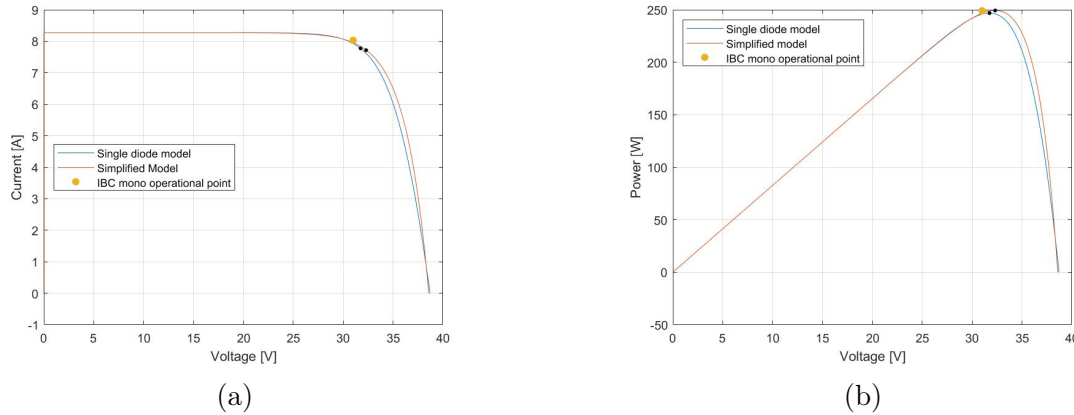 9
8
7
6
5
4
3
2
1
0
-1
Current [A]
Single diode model
Simplified Model
IBC mono operational point
0 5 10 15 20 25 30 35 40
Voltage [V]
(a)
250
200
150
100
50
0
-50
Power [W]
Single diode model
Simplified model
IBC mono operational point
0 5 10 15 20 25 30 35 40
Voltage [V]
(b)